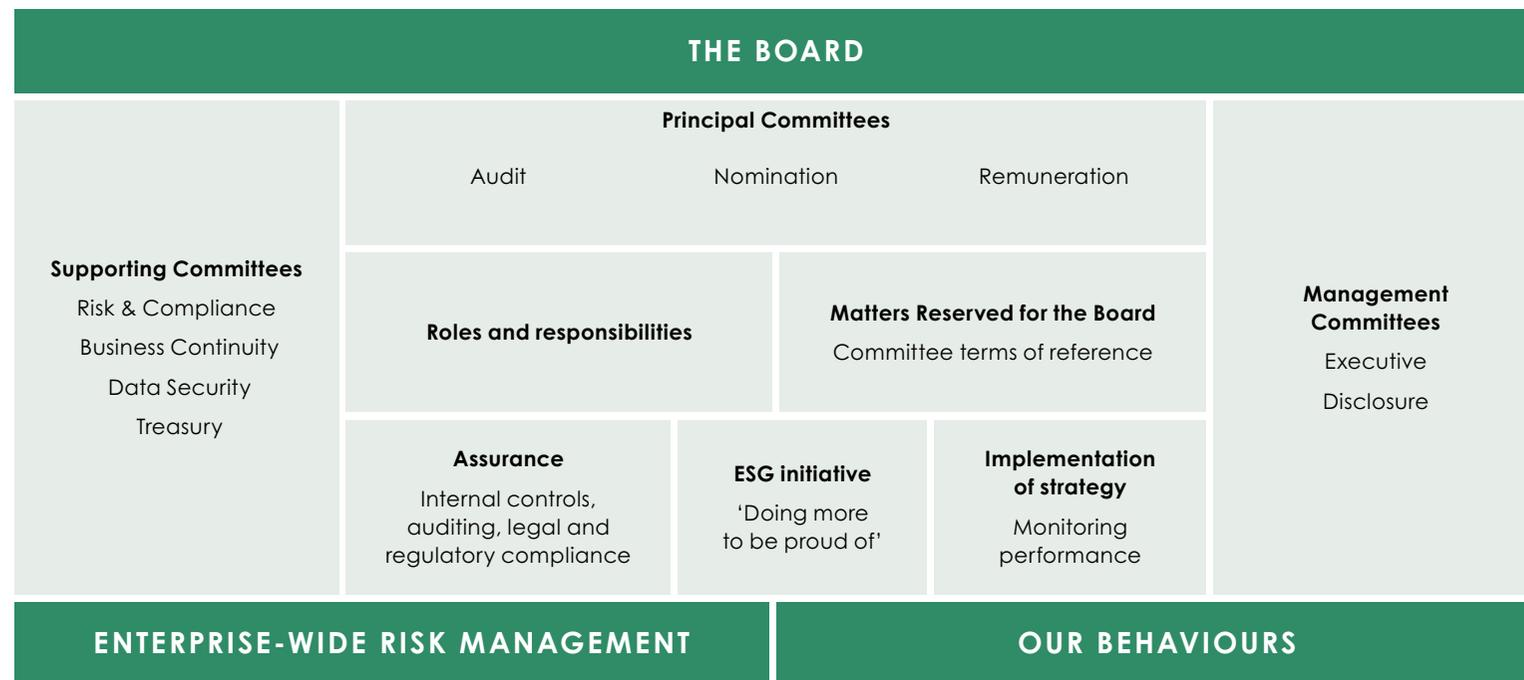 THE BOARD
Supporting Committees
Risk & Compliance
Business Continuity
Data Security
Treasury
Principal Committees
Audit
Nomination
Remuneration
Roles and responsibilities
Matters Reserved for the Board
Committee terms of reference
Assurance
Internal controls,
auditing, legal and
regulatory compliance
ESG initiative
‘Doing more
to be proud of’
Implementation
of strategy
Monitoring
performance
Management
Committees
Executive
Disclosure
ENTERPRISE-WIDE RISK MANAGEMENT
OUR BEHAVIOURS